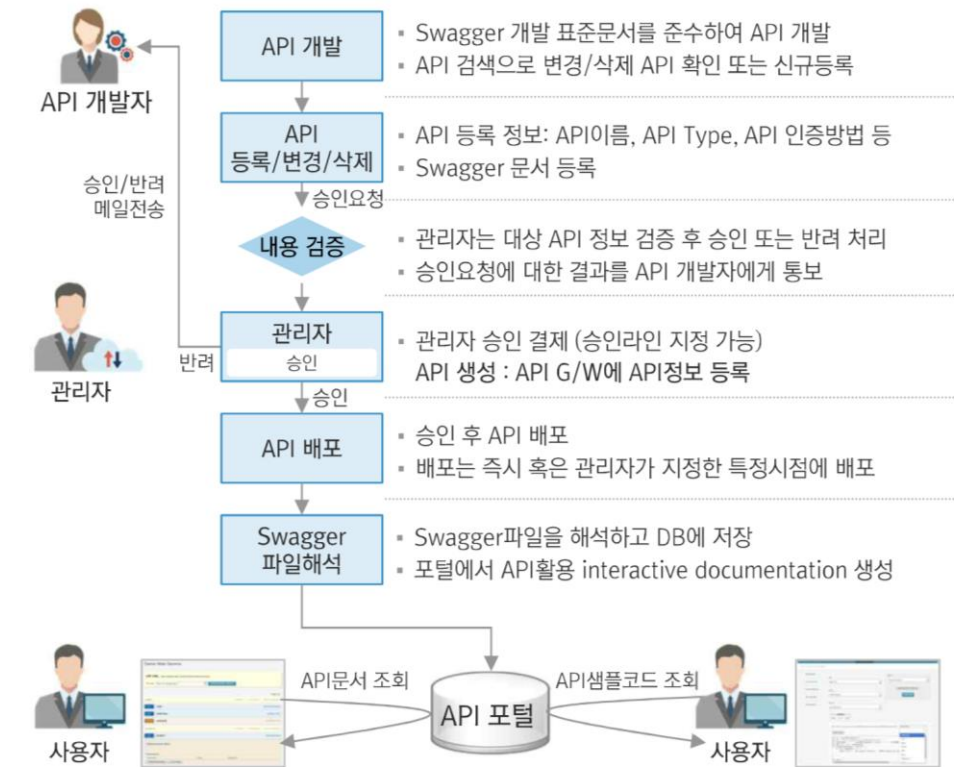 API 개발
▪ Swagger 개발 표준문서를 준수하여 API 개발
▪ API 검색으로 변경/삭제 API 확인 또는 신규등록
API 개발자
API
등록/변경/삭제
▪ API 등록 정보: API이름, API Type, API 인증방법 등
▪ Swagger 문서 등록
승인/반려
메일전송
승인요청
내용 검증
▪ 관리자는 대상 API 정보 검증 후 승인 또는 반려 처리
▪ 승인요청에 대한 결과를 API 개발자에게 통보
관리자
관리자
승인
반려
▪ 관리자 승인 결제 (승인라인 지정 가능)
API 생성 : API G/W에 API정보 등록
승인
API 배포
▪ 승인 후 API 배포
▪ 배포는 즉시 혹은 관리자가 지정한 특정시점에 배포
Swagger
파일해석
▪ Swagger파일을 해석하고 DB에 저장
▪ 포털에서 API활용 interactive documentation 생성
API문서 조회
API 포털
API샘플코드 조회
사용자
사용자